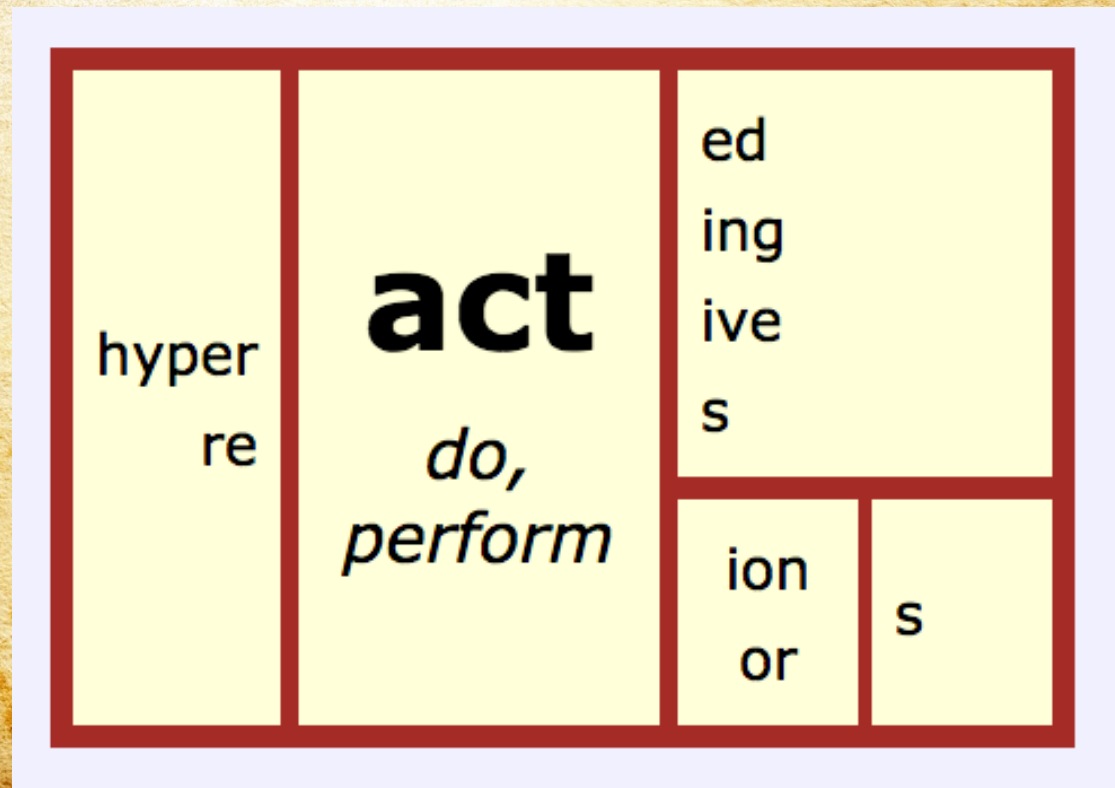 hyper
re
act
do,
perform
ed
ing
ive
s
ion
or
s